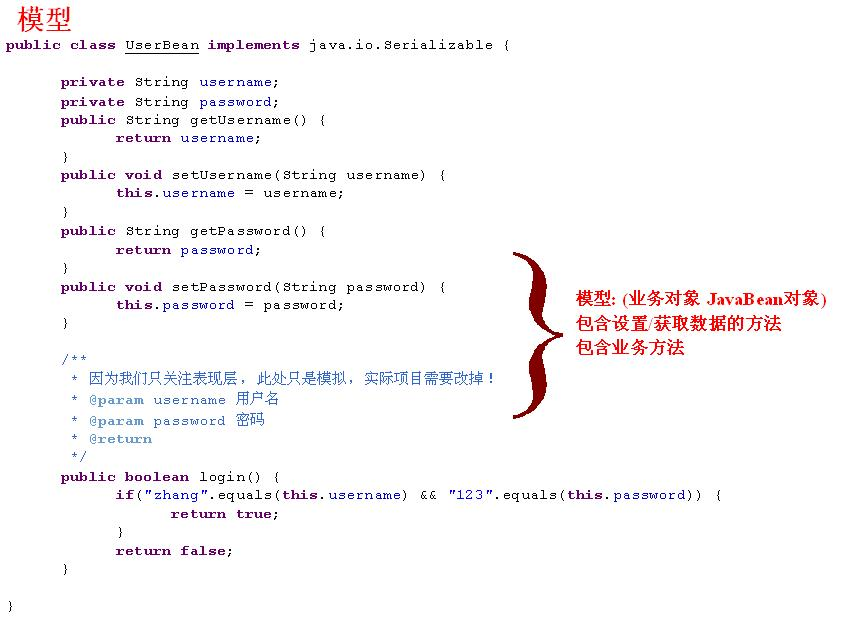 模型
public class UserBean implements java.io.Serializable {
private String username;
private String password;
public String getUsername() {
return username;
}
public void setUsername(String username) {
this.username = username;
}
public String getPassword() {
return password;
}
public void setPassword(String password) {
this.password = password;
}
模型: (业务对象 JavaBean对象)
包含设置/获取数据的方法
包含业务方法
/**
* 因为我们只关注表现层，此处只是模拟，实际项目需要改掉！
* @param username 用户名
* @param password 密码
* @return
*/
public boolean login() {
if("zhang".equals(this.username) && "123".equals(this.password)) {
return true;
}
return false;
}
}